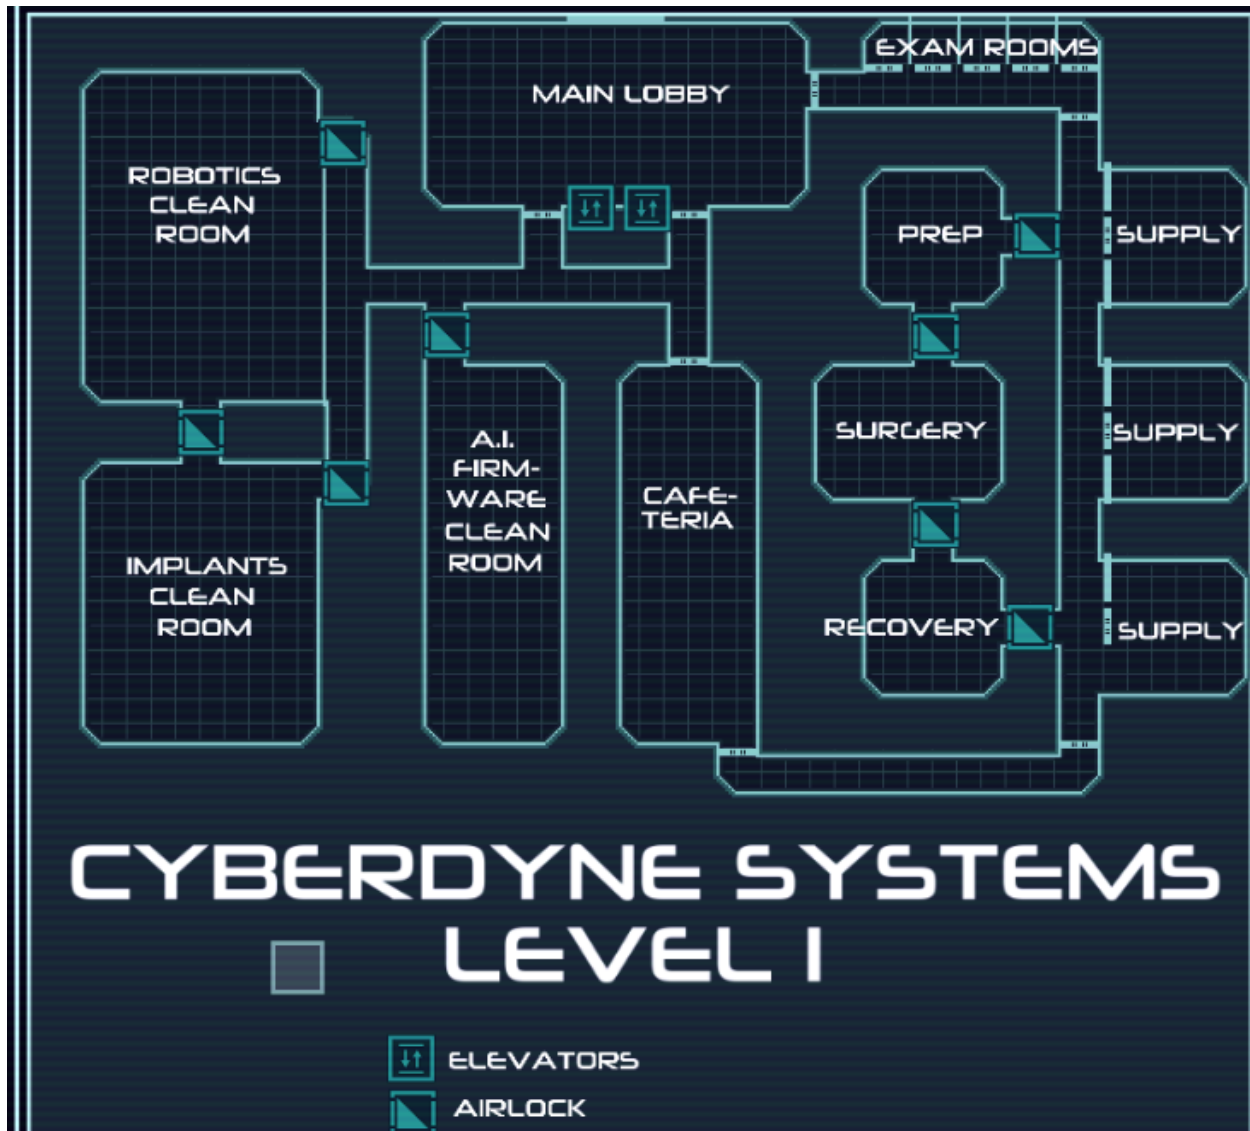 EXAM ROOMS
MAIN LOBBY
ROBOTICS
CLEAN
ROOM
PREP
SUPPLY
SURGERY
SUPPLY
A.I.
FIRM-
WARE
CLEAN
ROOM
CAFE-
TERIA
IMPLANTS
CLEAN
ROOM
RECOVERY
SUPPLY
CYBERDYNE SYSTEMS
LEVEL 1
ELEVATORS
AIRLOCK